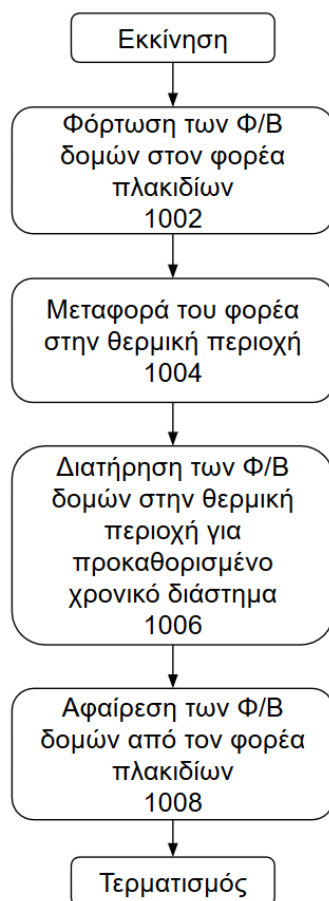 Εκκίνηση
Φόρτωση των Φ/Β
δομών στον φορέα
πλακιδίων
1002
Μεταφορά του φορέα
στην θερμική περιοχή
1004
Διατήρηση των Φ/Β
δομών στην θερμική
περιοχή για
προκαθορισμένο
χρονικό διάστημα
1006
Αφαίρεση των Φ/Β
δομών από τον φορέα
πλακιδίων
1008
Τερματισμός